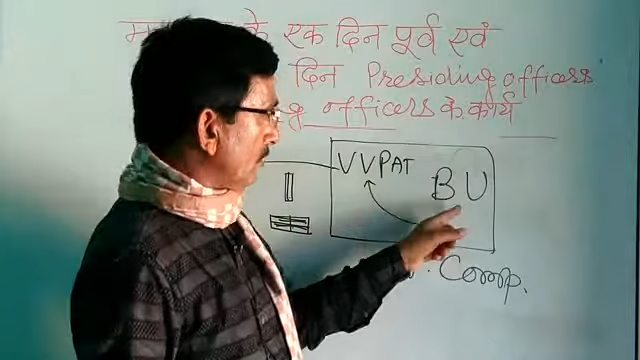 के एक दिन पूर्व एवं
दिन Presiding officers
g officers के कार्य
VVPAT BU
Comp.